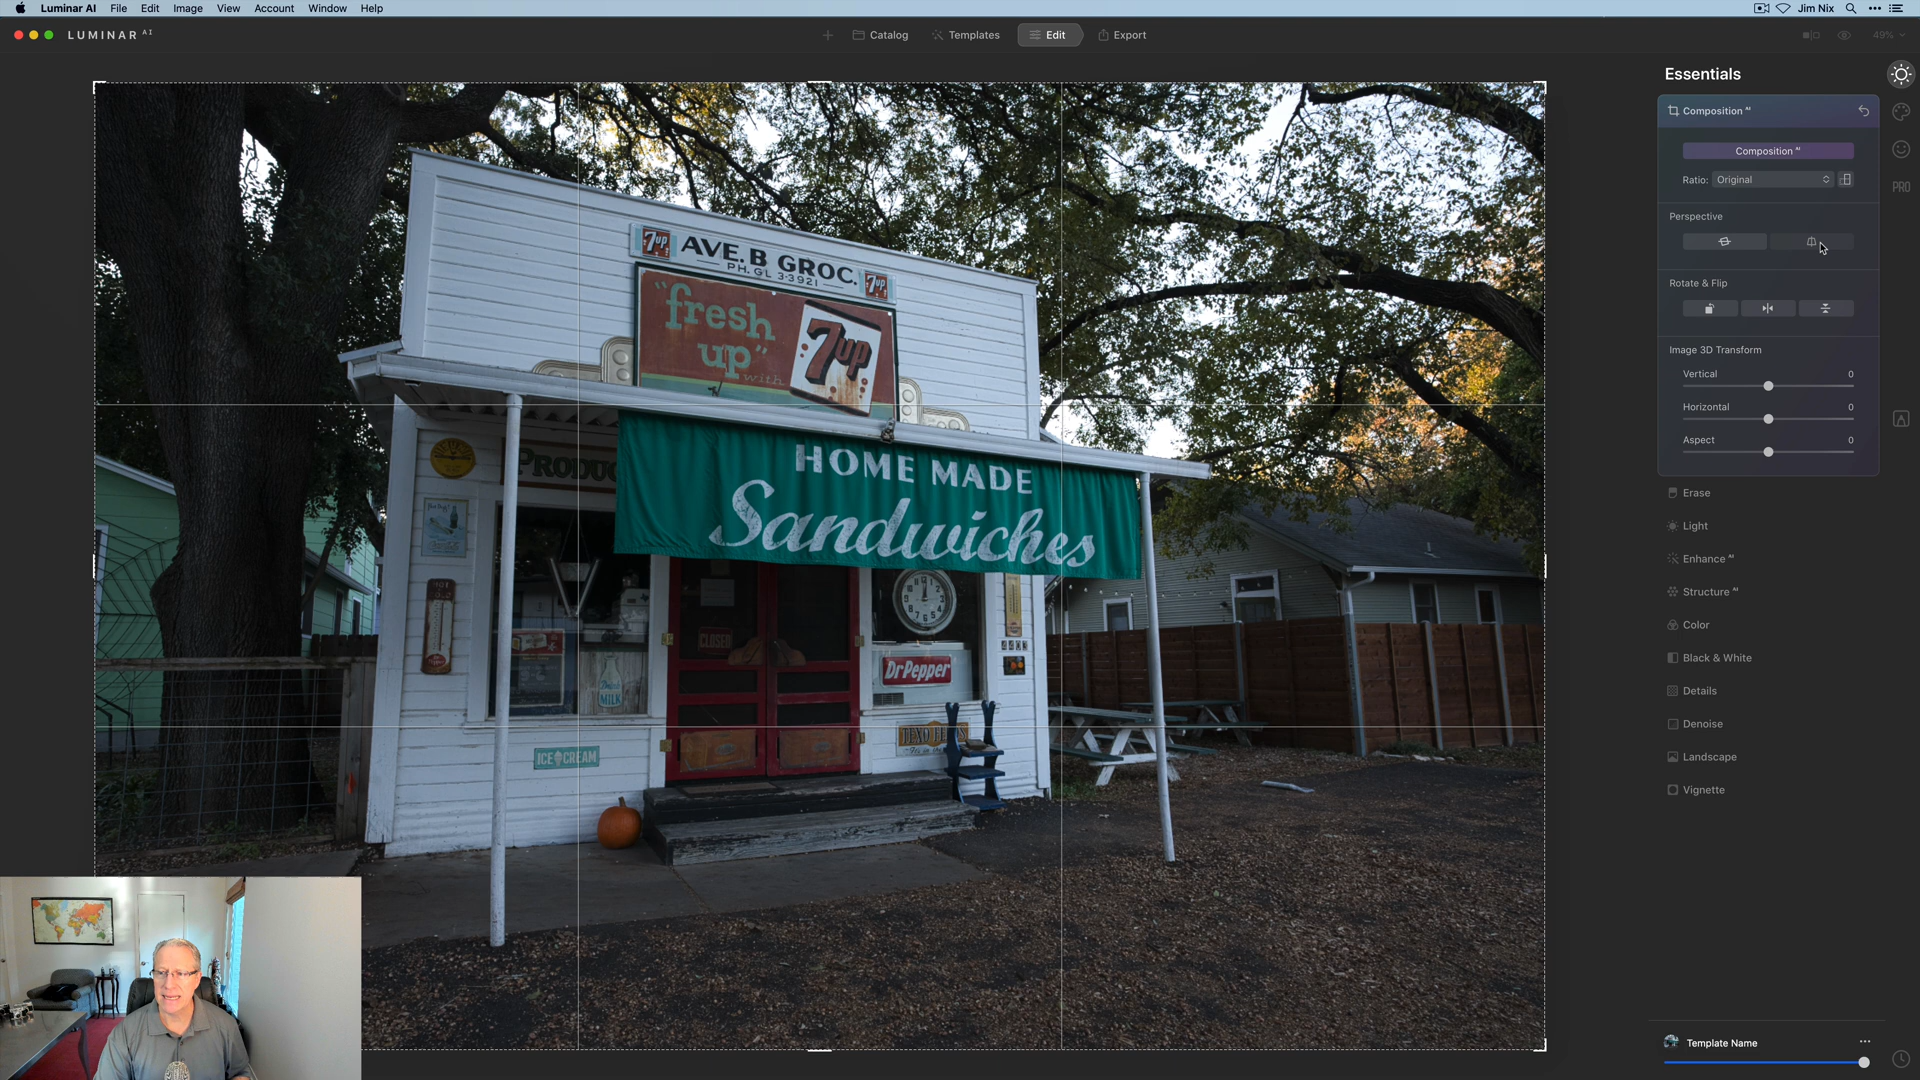 Luminar AI File Edit Image View Account Window Help Jim Nix
LUMINAR AI Catalog Templates Edit Export 49%
Essentials
Composition AI
Composition AI
Ratio: Original
Perspective
Rotate & Flip
Image 3D Transform
Vertical 0
Horizontal 0
Aspect 0
Erase
Light
Enhance AI
Structure AI
Color
Black & White
Details
Denoise
Landscape
Vignette
Template Name
PRO
7up AVE. B GROC. 7up
PH. GL 3-3921
"fresh
up"
with
7up
PRODUC
HOME MADE
Sandwiches
CLOSED
Dr Pepper
MILK
ICE CREAM
4403